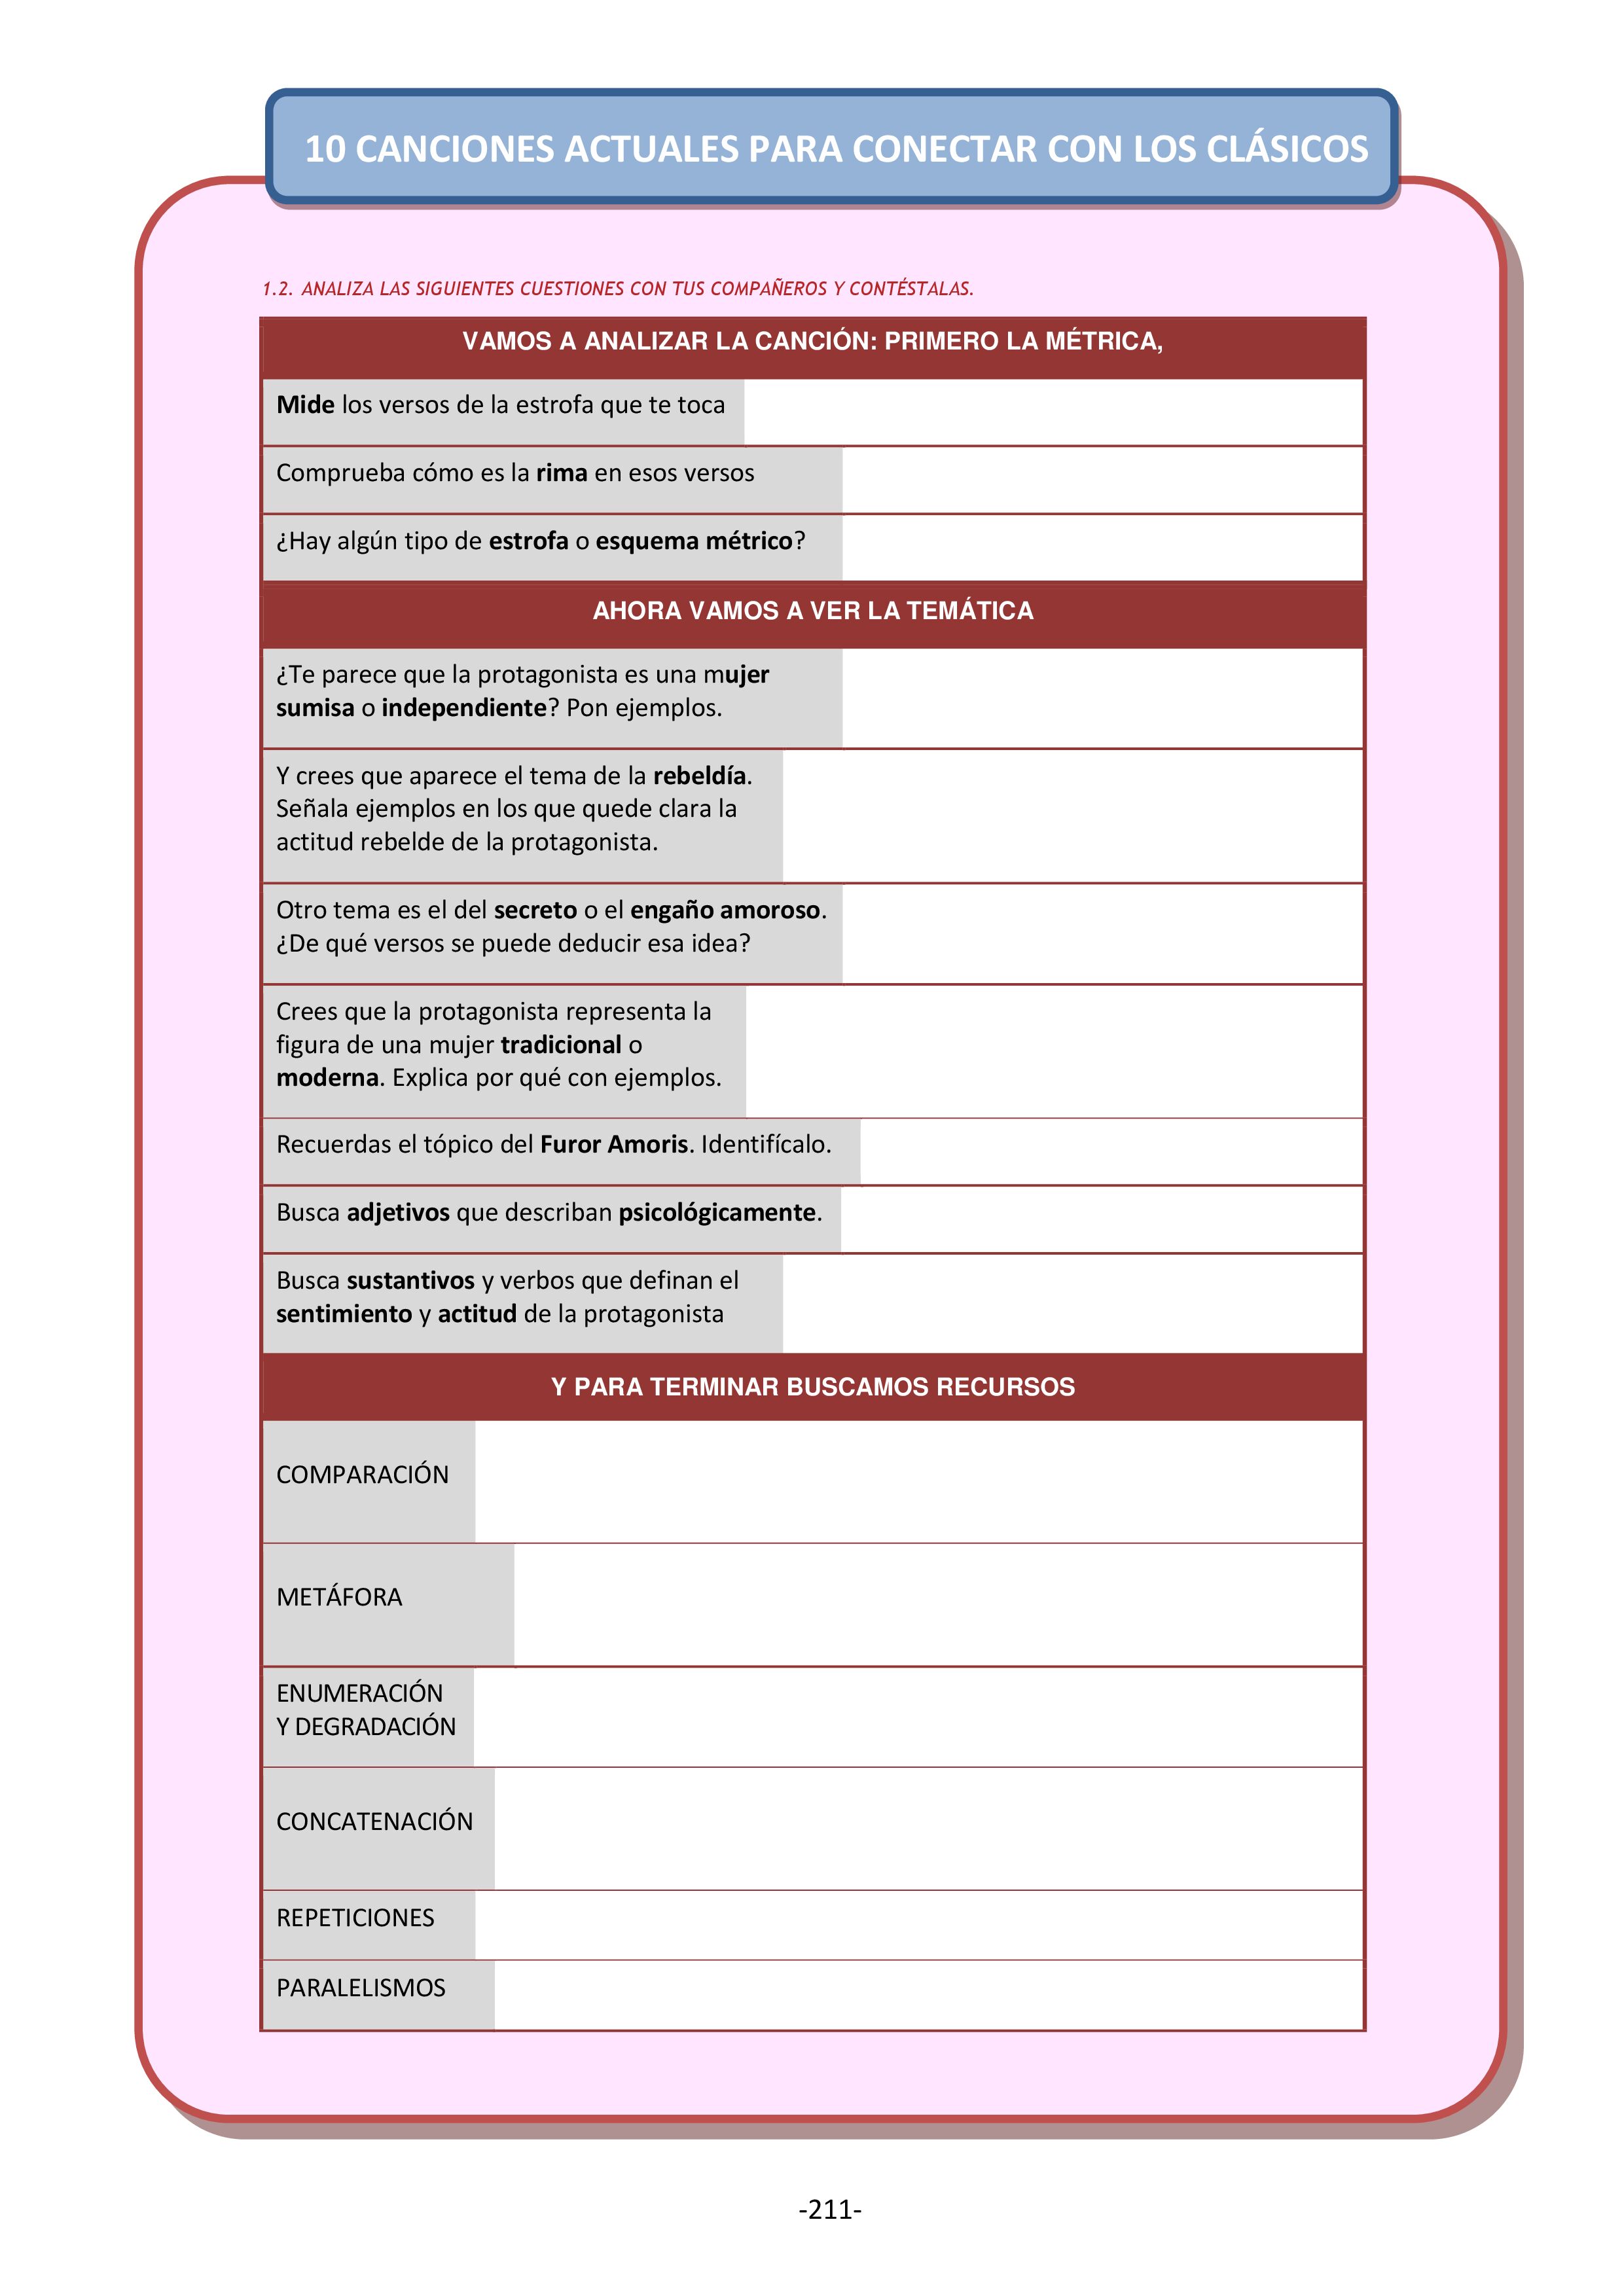 10 CANCIONES ACTUALES PARA CONECTAR CON LOS CLÁSICOS
1.2. ANALIZA LAS SIGUIENTES CUESTIONES CON TUS COMPAÑEROS Y CONTÉSTALAS.
VAMOS A ANALIZAR LA CANCIÓN: PRIMERO LA MÉTRICA,
Mide los versos de la estrofa que te toca
Comprueba cómo es la rima en esos versos
¿Hay algún tipo de estrofa o esquema métrico?
AHORA VAMOS A VER LA TEMÁTICA
¿Te parece que la protagonista es una mujer
sumisa o independiente? Pon ejemplos.
Y crees que aparece el tema de la rebeldía.
Señala ejemplos en los que quede clara la
actitud rebelde de la protagonista.
Otro tema es el del secreto o el engaño amoroso.
¿De qué versos se puede deducir esa idea?
Crees que la protagonista representa la
figura de una mujer tradicional o
moderna. Explica por qué con ejemplos.
Recuerdas el tópico del Furor Amoris. Identifícalo.
Busca adjetivos que describan psicológicamente.
Busca sustantivos y verbos que definan el
sentimiento y actitud de la protagonista
Y PARA TERMINAR BUSCAMOS RECURSOS
COMPARACIÓN
METÁFORA
ENUMERACIÓN
Y DEGRADACIÓN
CONCATENACIÓN
REPETICIONES
PARALELISMOS
-211-